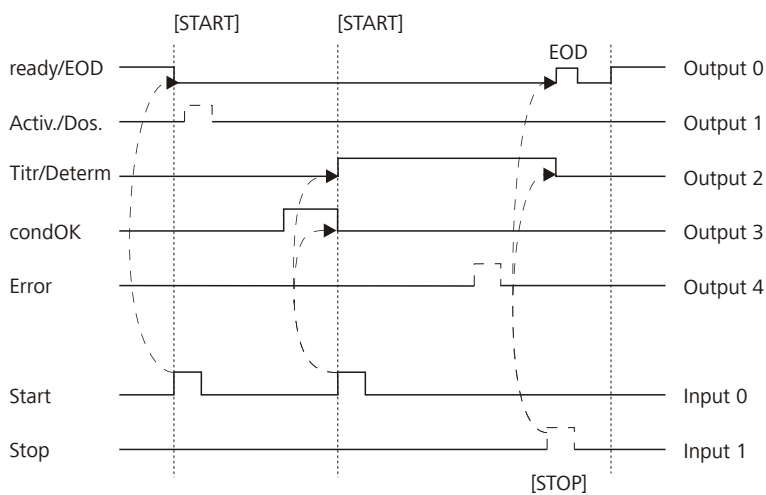 [START] [START]
EOD
ready/EOD Output 0
Activ./Dos. Output 1
Titr/Determ Output 2
condOK Output 3
Error Output 4
Start Input 0
Stop Input 1
[STOP]